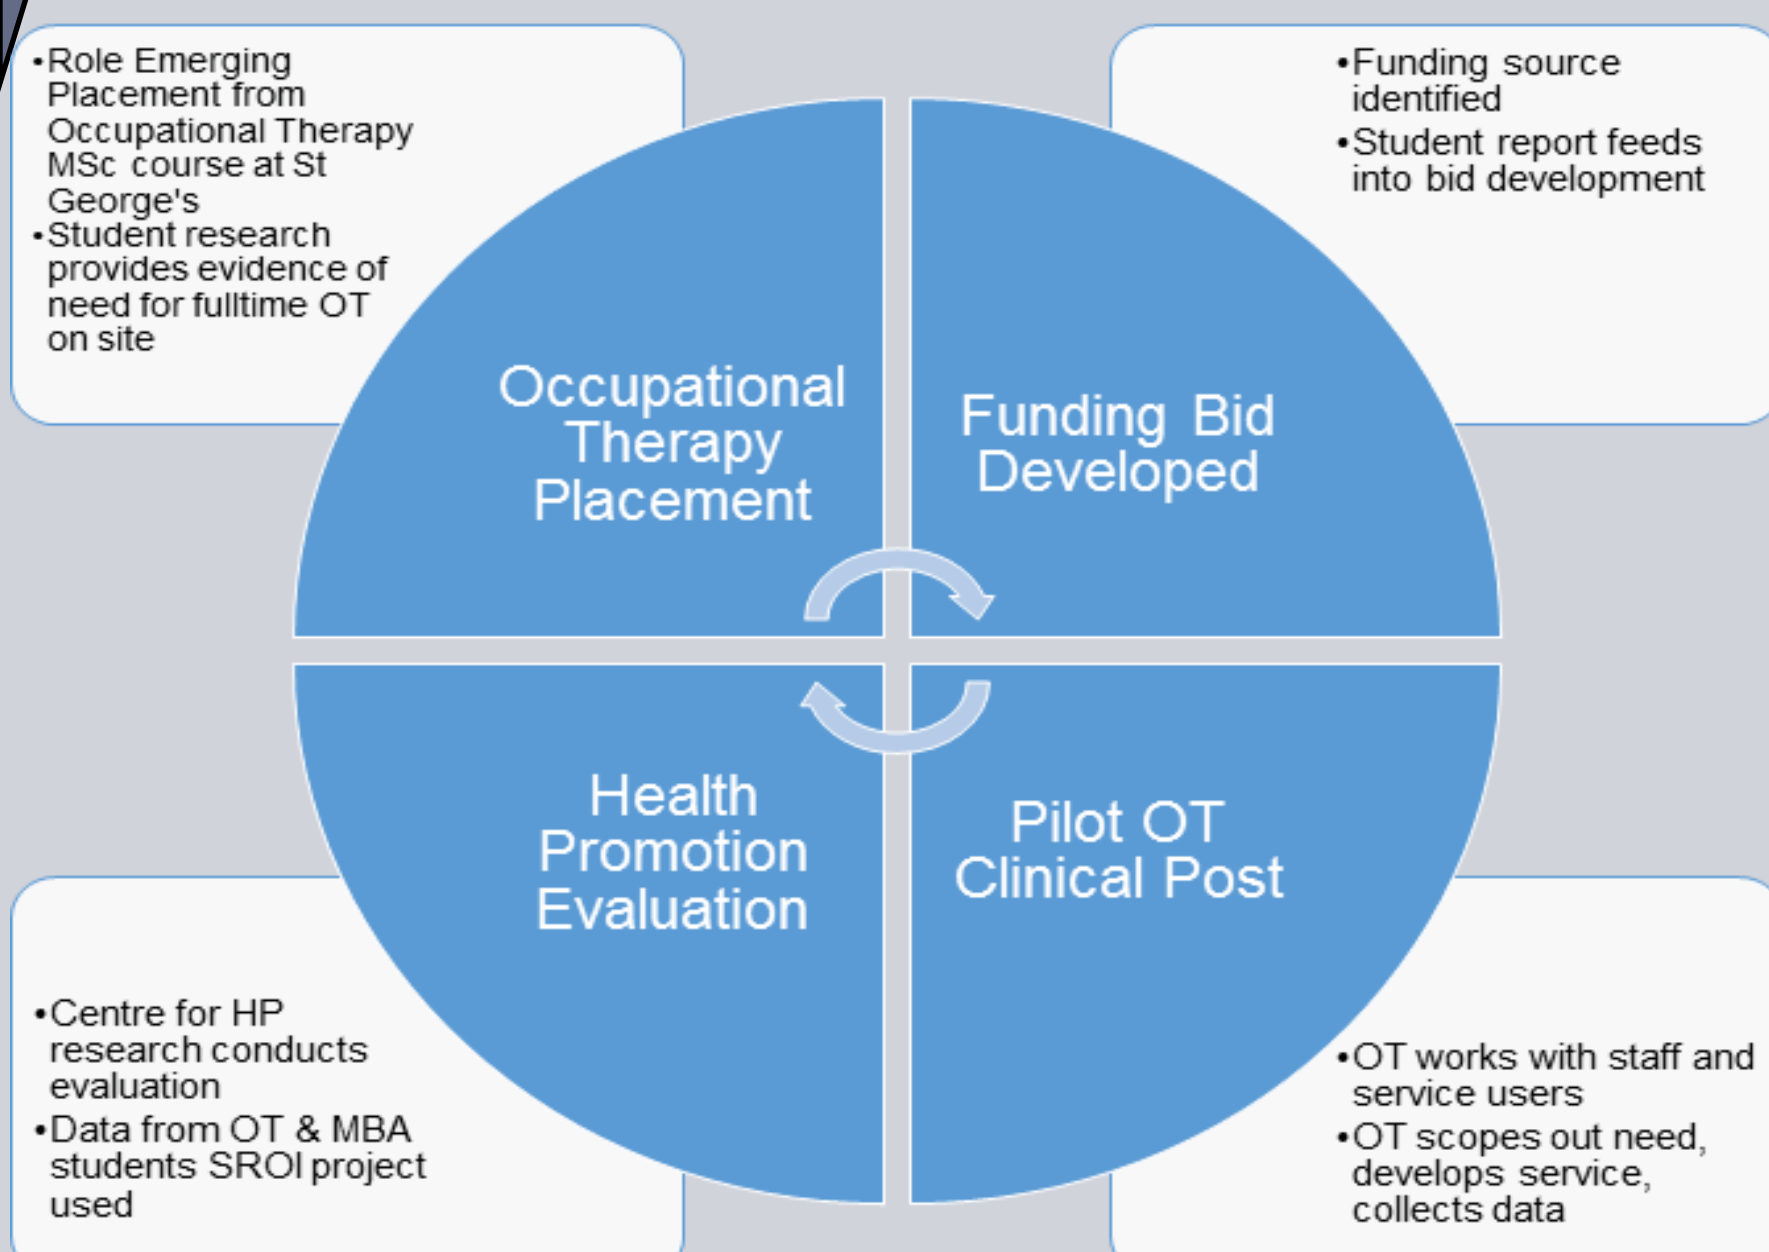 •Role Emerging
Placement from
Occupational Therapy
MSc course at St
George's
•Student research
provides evidence of
need for fulltime OT
on site
•Funding source
identified
•Student report feeds
into bid development
Occupational
Therapy
Placement
Funding Bid
Developed
Health
Promotion
Evaluation
Pilot OT
Clinical Post
•Centre for HP
research conducts
evaluation
•Data from OT & MBA
students SROI project
used
•OT works with staff and
service users
•OT scopes out need,
develops service,
collects data